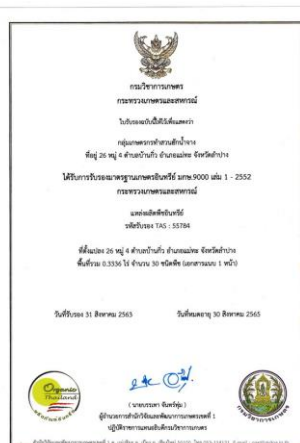 กรมวิชาการเกษตร
กระทรวงเกษตรและสหกรณ์
ใบรับรองฉบับนี้ให้ไว้เพื่อแสดงว่า
กลุ่มเกษตรกรทำสวนฮักน้ำจาง
ที่อยู่ 26 หมู่ 4 ตำบลบ้านกิ่ว อำเภอแม่ทะ จังหวัดลำปาง
ได้รับการรับรองมาตรฐานเกษตรอินทรีย์ มกษ.9000 เล่ม 1 - 2552
กระทรวงเกษตรและสหกรณ์
แหล่งผลิตพืชอินทรีย์
รหัสรับรอง TAS : 55784
ที่ตั้งแปลง 26 หมู่ 4 ตำบลบ้านกิ่ว อำเภอแม่ทะ จังหวัดลำปาง
พื้นที่รวม 0.3336 ไร่ จำนวน 30 ชนิดพืช (เอกสารแนบ 1 หน้า)
วันที่รับรอง 31 สิงหาคม 2563 วันที่หมดอายุ 30 สิงหาคม 2565
ผู้อำนวยการสำนักวิจัยและพัฒนาการเกษตรเขตที่ 1
ปฏิบัติราชการแทนอธิบดีกรมวิชาการเกษตร
Organic
Thailand